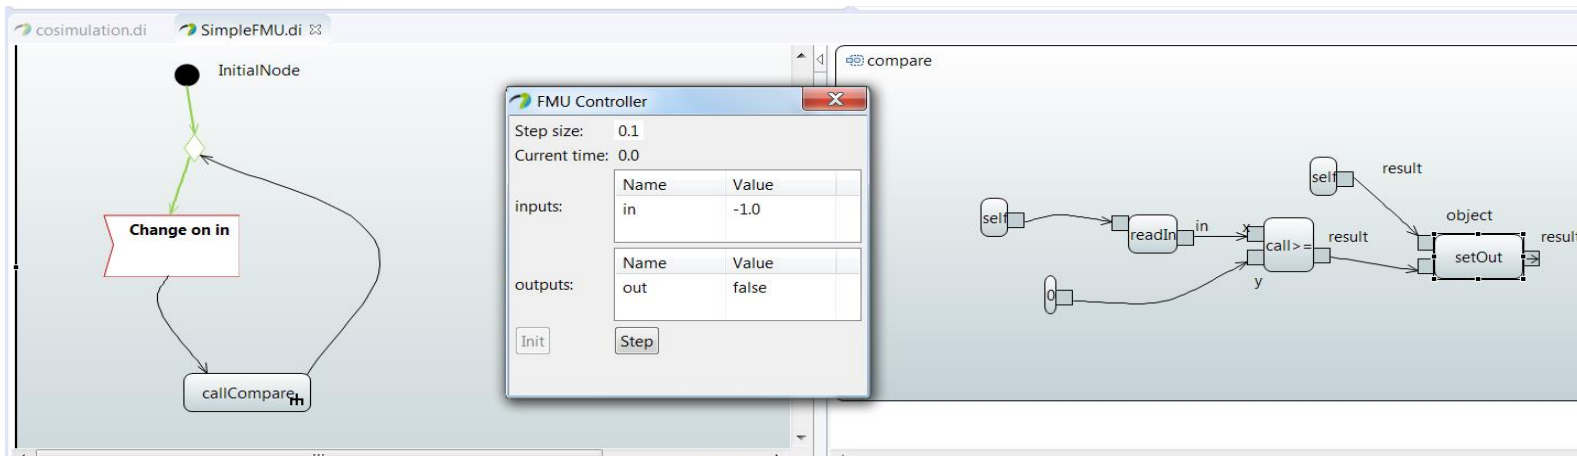 cosimulation.di
SimpleFMU.di
InitialNode
Change on in
callCompare
FMU Controller
Step size: 0.1
Current time: 0.0
Name Value
inputs: in -1.0
Name Value
outputs: out false
Init Step
compare
self
result
self
readIn
in
x
call>=
result
0
y
object
setOut
result